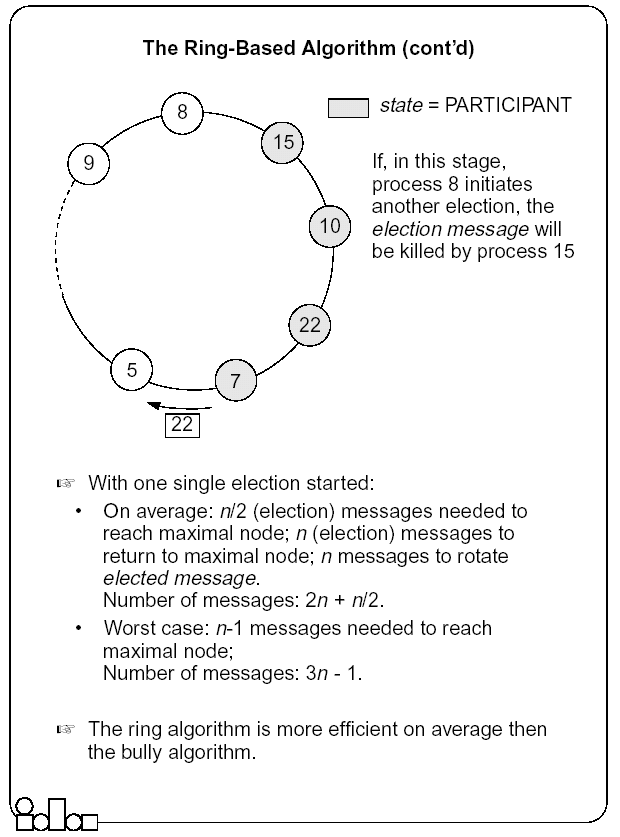 The Ring-Based Algorithm (cont’d)
8
15
9
10
22
5
7
22
state = PARTICIPANT
If, in this stage,
process 8 initiates
another election, the
election message will
be killed by process 15
☞ With one single election started:
• On average: n/2 (election) messages needed to
reach maximal node; n (election) messages to
return to maximal node; n messages to rotate
elected message.
Number of messages: 2n + n/2.
• Worst case: n-1 messages needed to reach
maximal node;
Number of messages: 3n - 1.
☞ The ring algorithm is more efficient on average then
the bully algorithm.